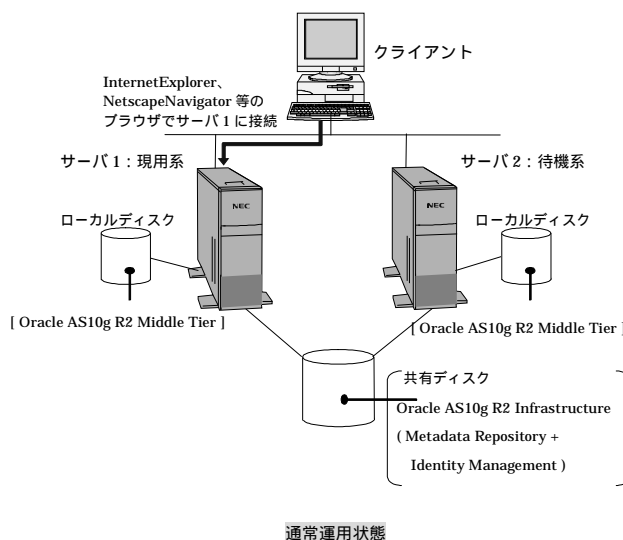 クライアント
InternetExplorer、
NetscapeNavigator 等の
ブラウザでサーバ1に接続
サーバ1：現用系
サーバ2：待機系
NEC
NEC
ローカルディスク
ローカルディスク
[ Oracle AS10g R2 Middle Tier ]
[ Oracle AS10g R2 Middle Tier ]
共有ディスク
Oracle AS10g R2 Infrastructure
( Metadata Repository +
Identity Management )
通常運用状態